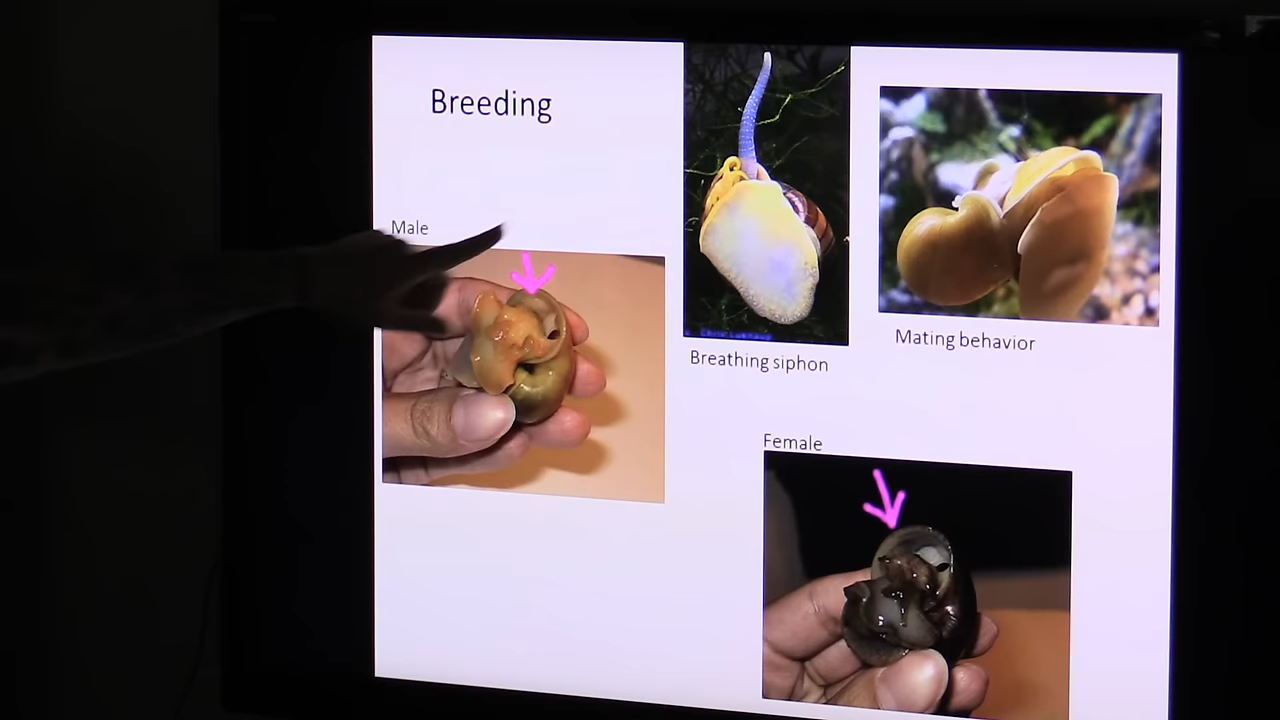 Breeding
Male
Breathing siphon
Mating behavior
Female